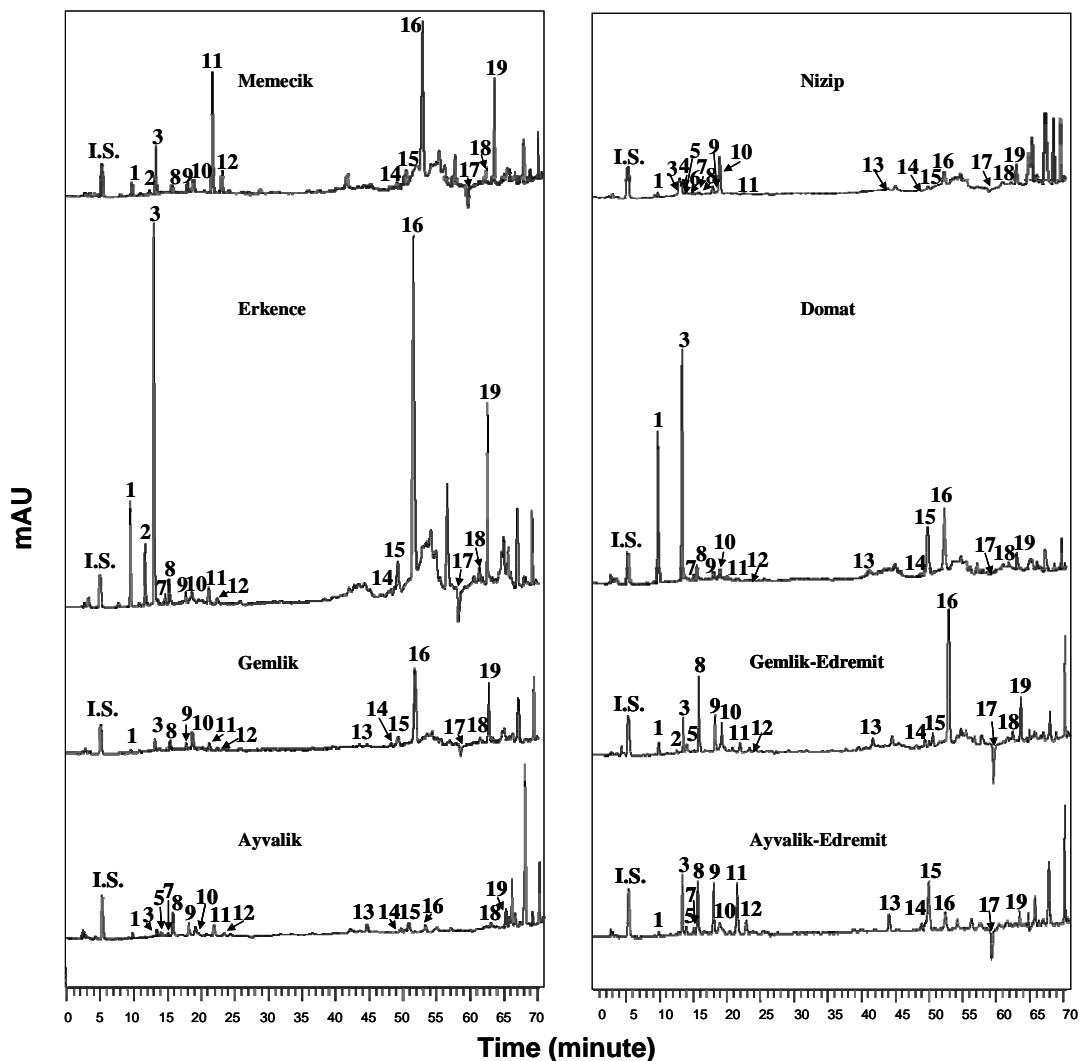 mAU
Memecik
I.S. 1 2 3 8 9 10 11 12 14 15 16 17 18 19
Erkence
I.S. 1 2 3 7 8 9 10 11 12 14 15 16 17 18 19
Gemlik
I.S. 1 3 8 9 10 11 12 14 15 16 17 18 19
Ayvalik
I.S. 1 3 5 7 8 9 10 11 12 13 14 15 16 18 19
0 5 10 15 20 25 30 35 40 45 50 55 60 65 70
Nizip
I.S. 1 3 4 5 6 7 8 9 10 11 13 14 15 16 17 18 19
Domat
I.S. 1 3 7 8 9 10 11 12 13 14 15 16 17 18 19
Gemlik-Edremit
I.S. 1 2 3 5 8 9 10 11 12 13 14 15 16 17 18 19
Ayvalik-Edremit
I.S. 1 3 5 7 8 9 10 11 12 13 14 15 16 17 19
0 5 10 15 20 25 30 35 40 45 50 55 60 65 70
Time (minute)